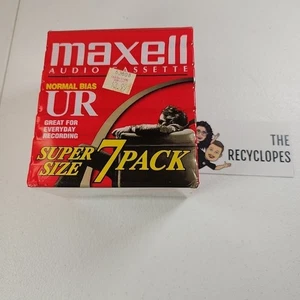 maxell
AUDIO CASSETTE
NORMAL BIAS
UR
GREAT FOR
EVERYDAY
RECORDING
SUPER
SIZE
7 PACK
THE
RECYCLOPES